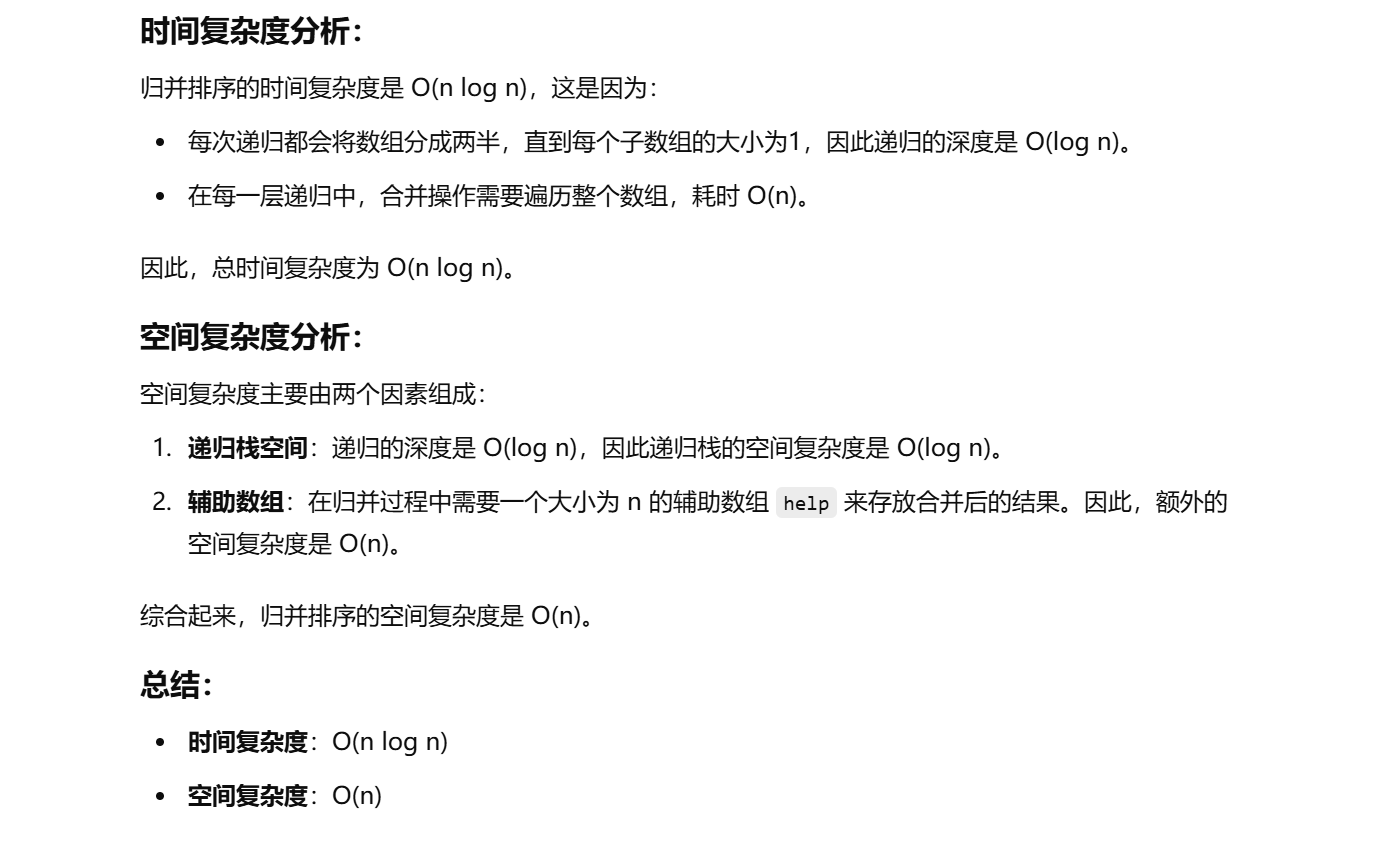 时间复杂度分析：
归并排序的时间复杂度是 O(n log n)，这是因为：
• 每次递归都会将数组分成两半，直到每个子数组的大小为1，因此递归的深度是 O(log n)。
• 在每一层递归中，合并操作需要遍历整个数组，耗时 O(n)。
因此，总时间复杂度为 O(n log n)。
空间复杂度分析：
空间复杂度主要由两个因素组成：
1. 递归栈空间：递归的深度是 O(log n)，因此递归栈的空间复杂度是 O(log n)。
2. 辅助数组：在归并过程中需要一个大小为 n 的辅助数组 help 来存放合并后的结果。因此，额外的
空间复杂度是 O(n)。
综合起来，归并排序的空间复杂度是 O(n)。
总结：
• 时间复杂度：O(n log n)
• 空间复杂度：O(n)